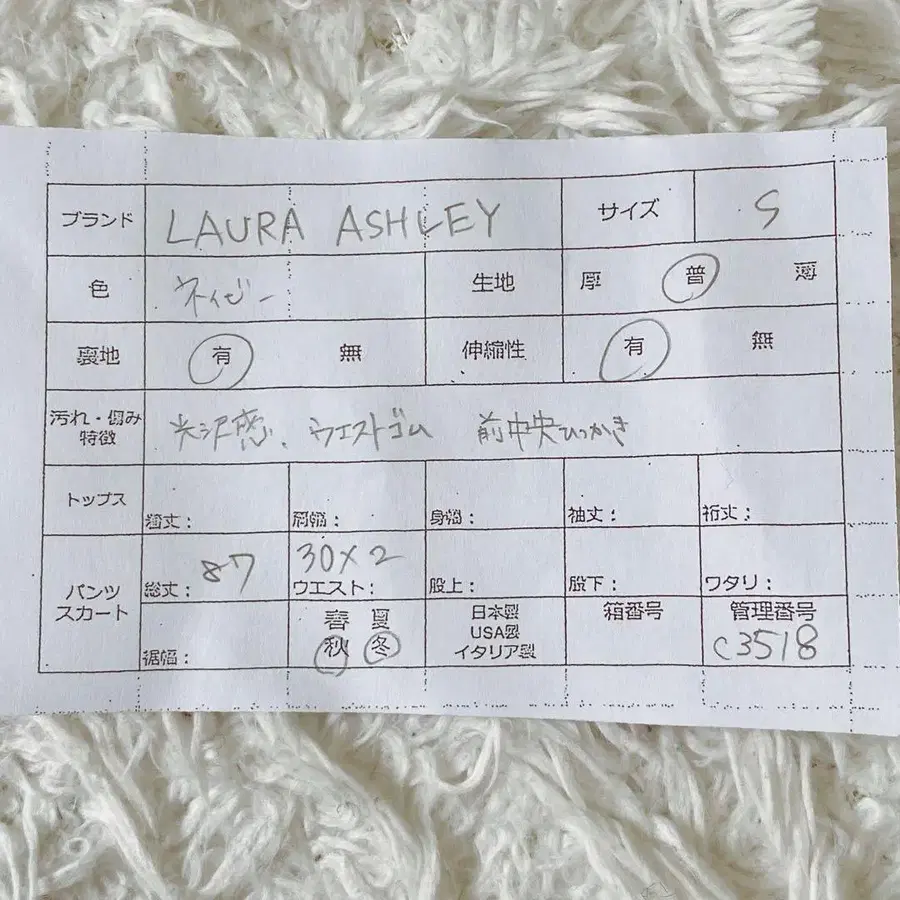 ブランド LAURA ASHLEY サイズ S
色 ネイビー 生地 厚 普 薄
裏地 有 無 伸縮性 有 無
汚れ・傷み
特徴 光沢感、ウエストゴム 前中央ひっかき
トップス 着丈: 肩幅: 身幅: 袖丈: 裄丈:
パンツ
スカート 総丈: 87 30×2 ウエスト: 股上: 股下: ワタリ:
裾幅: 春 夏 秋 冬
日本製
USA製
イタリア製
箱番号
管理番号
C3518